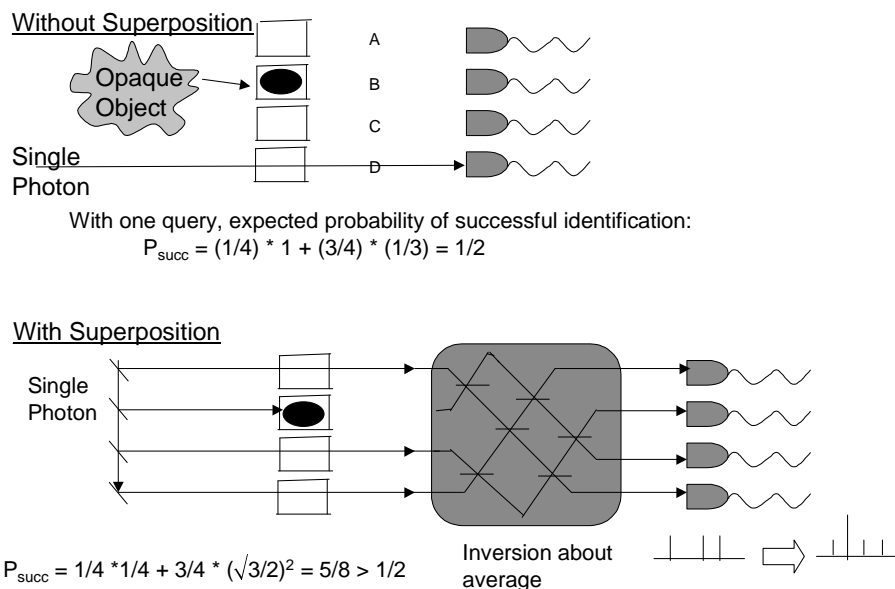 Without Superposition
Opaque
Object
A
B
C
D
Single
Photon
With one query, expected probability of successful identification:
P_succ = (1/4) * 1 + (3/4) * (1/3) = 1/2
With Superposition
Single
Photon
P_succ = 1/4 *1/4 + 3/4 * (√3/2)² = 5/8 > 1/2
Inversion about
average